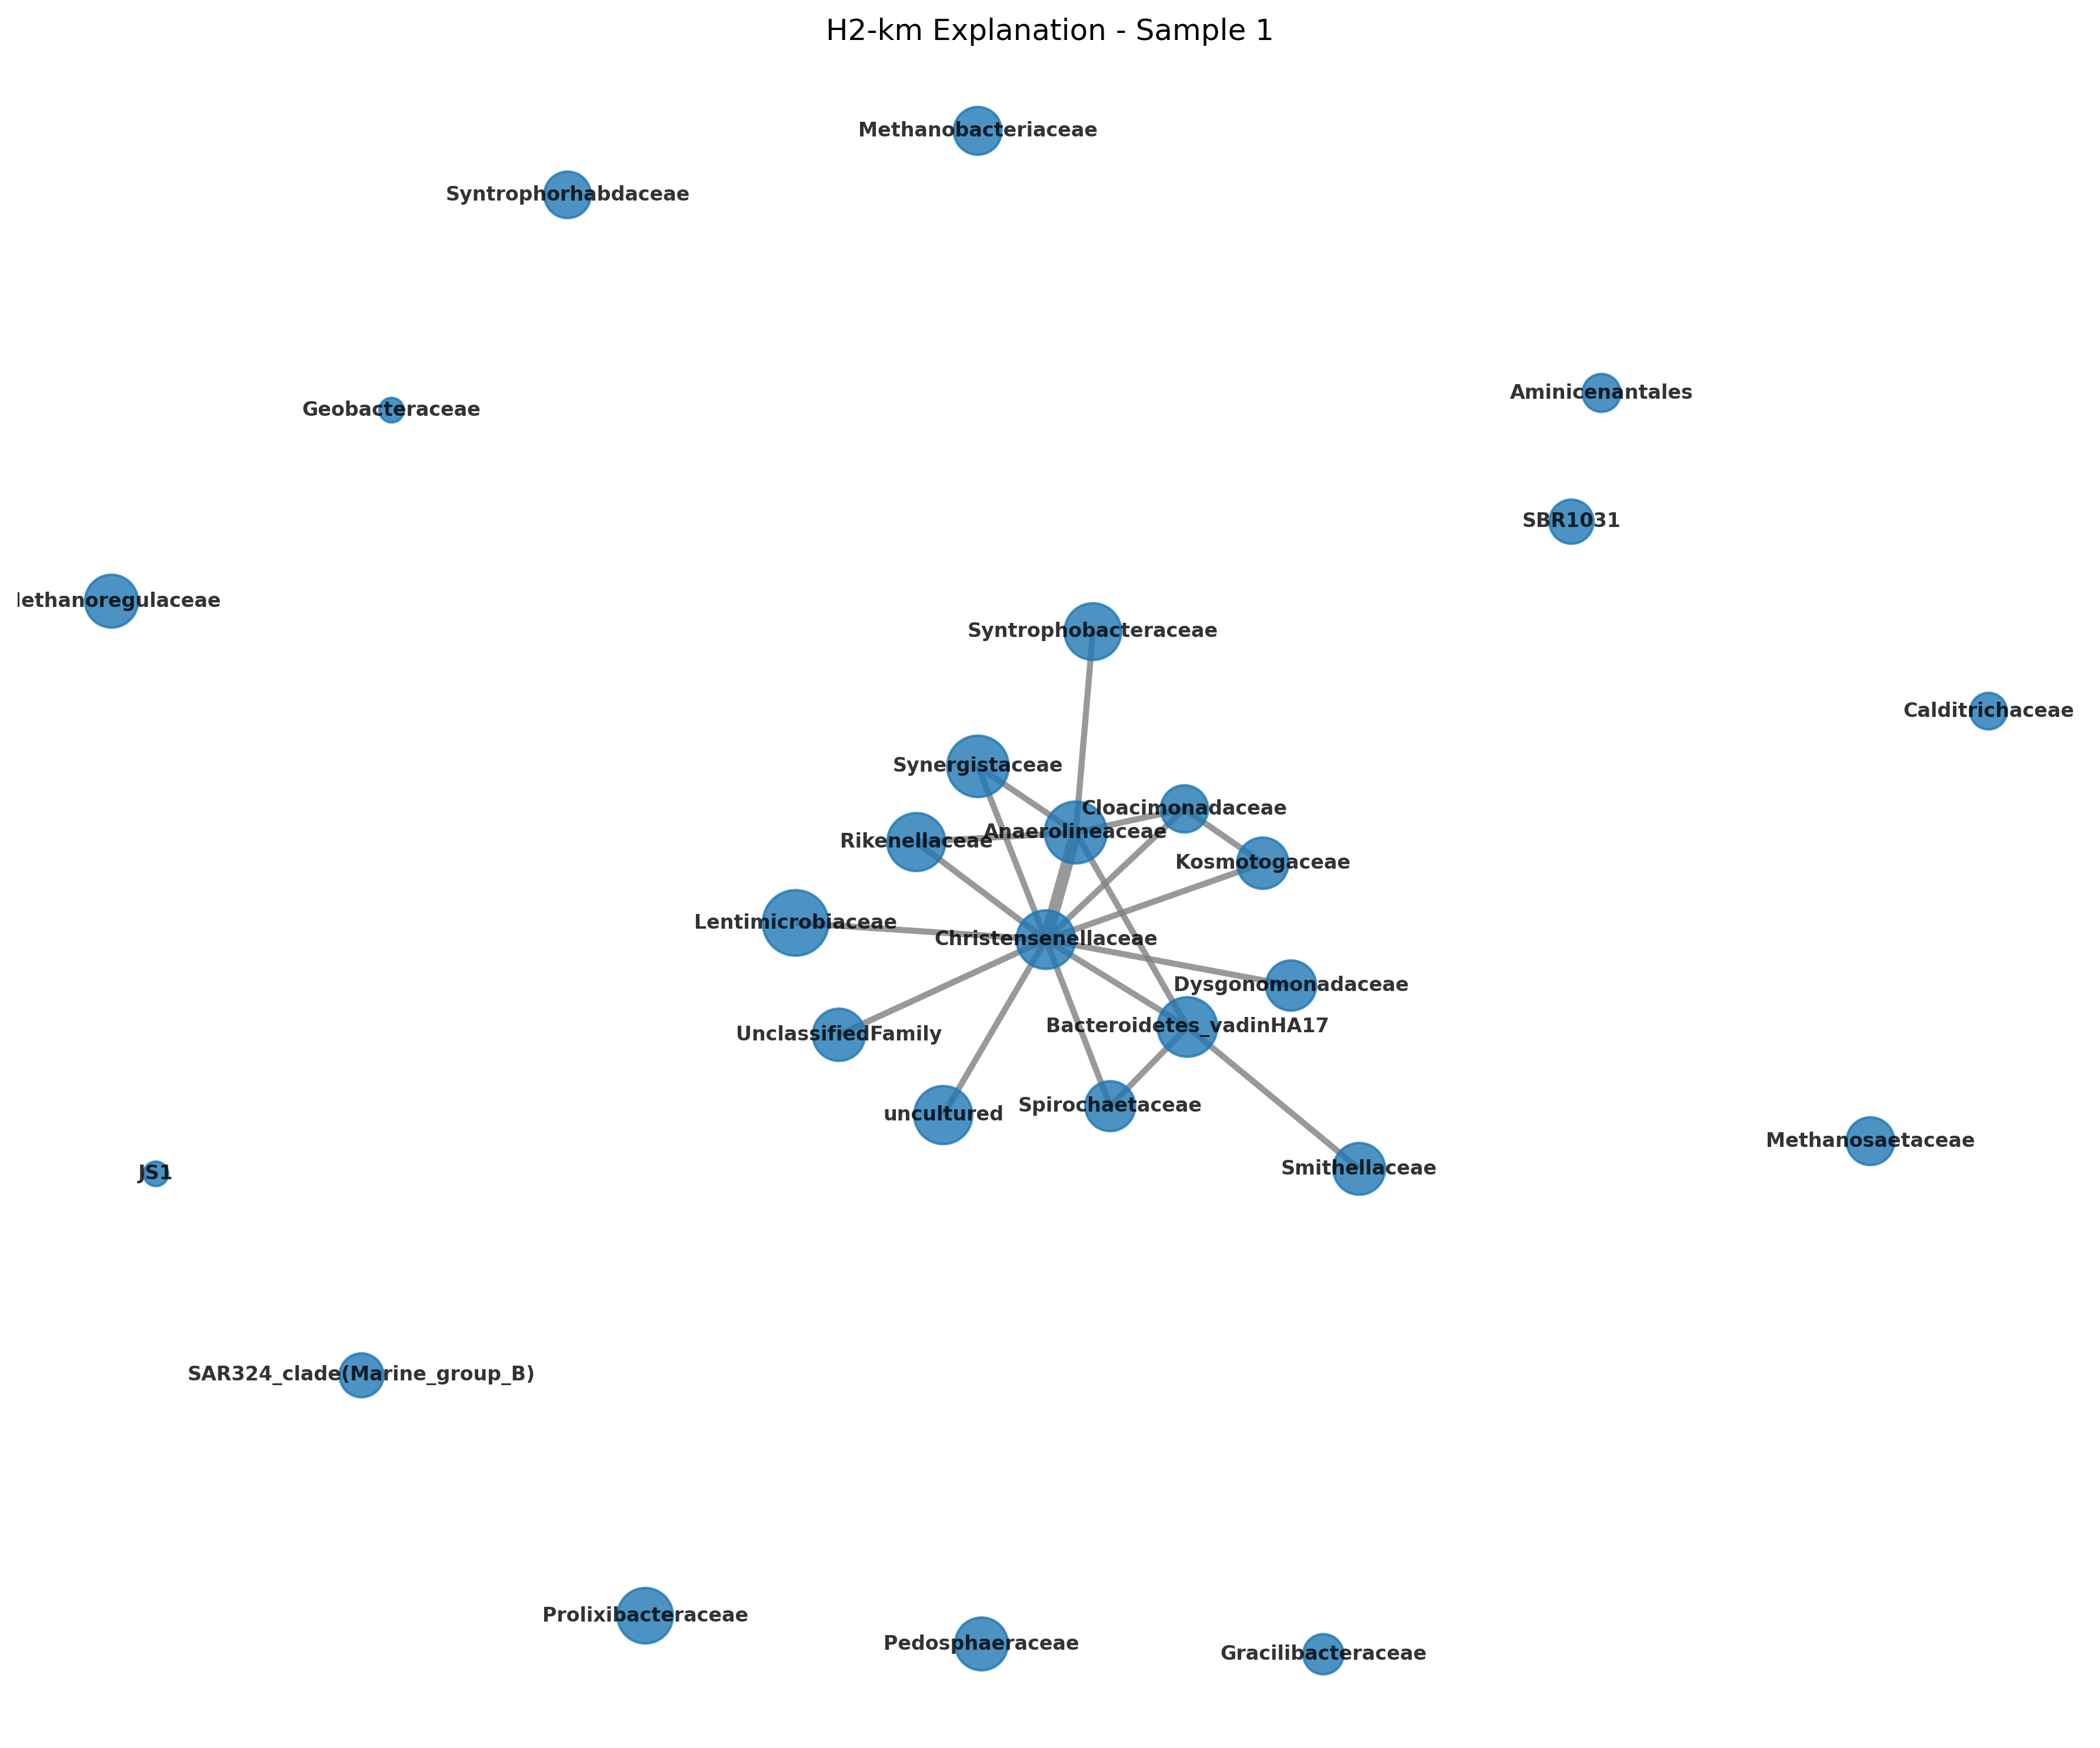 H2-km Explanation - Sample 1
Methanobacteriaceae
Syntrophorhabdaceae
Aminicenantales
Geobacteraceae
SBR1031
lethanoregulaceae
Syntrophobacteraceae
Calditrichaceae
Synergistaceae
Cloacimonadaceae
Anaerolineaceae
Rikenellaceae
Kosmotogaceae
Lentimicrobiaceae
Christensenellaceae
Dysgonomonadaceae
Bacteroidetes_vadinHA17
UnclassifiedFamily
Spirochaetaceae
uncultured
Methanosaetaceae
Smithellaceae
JS1
SAR324_clade(Marine_group_B)
Prolixibacteraceae
Pedosphaeraceae
Gracilibacteraceae